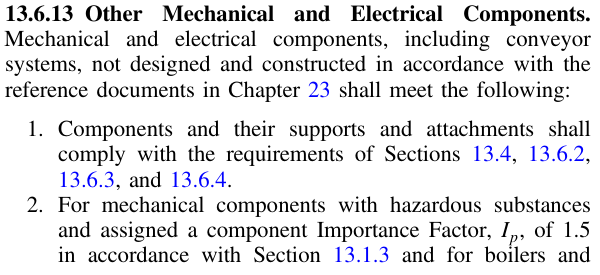 13.6.13 Other Mechanical and Electrical Components.
Mechanical and electrical components, including conveyor
systems, not designed and constructed in accordance with the
reference documents in Chapter 23 shall meet the following:
1. Components and their supports and attachments shall
comply with the requirements of Sections 13.4, 13.6.2,
13.6.3, and 13.6.4.
2. For mechanical components with hazardous substances
and assigned a component Importance Factor, Ip, of 1.5
in accordance with Section 13.1.3 and for boilers and